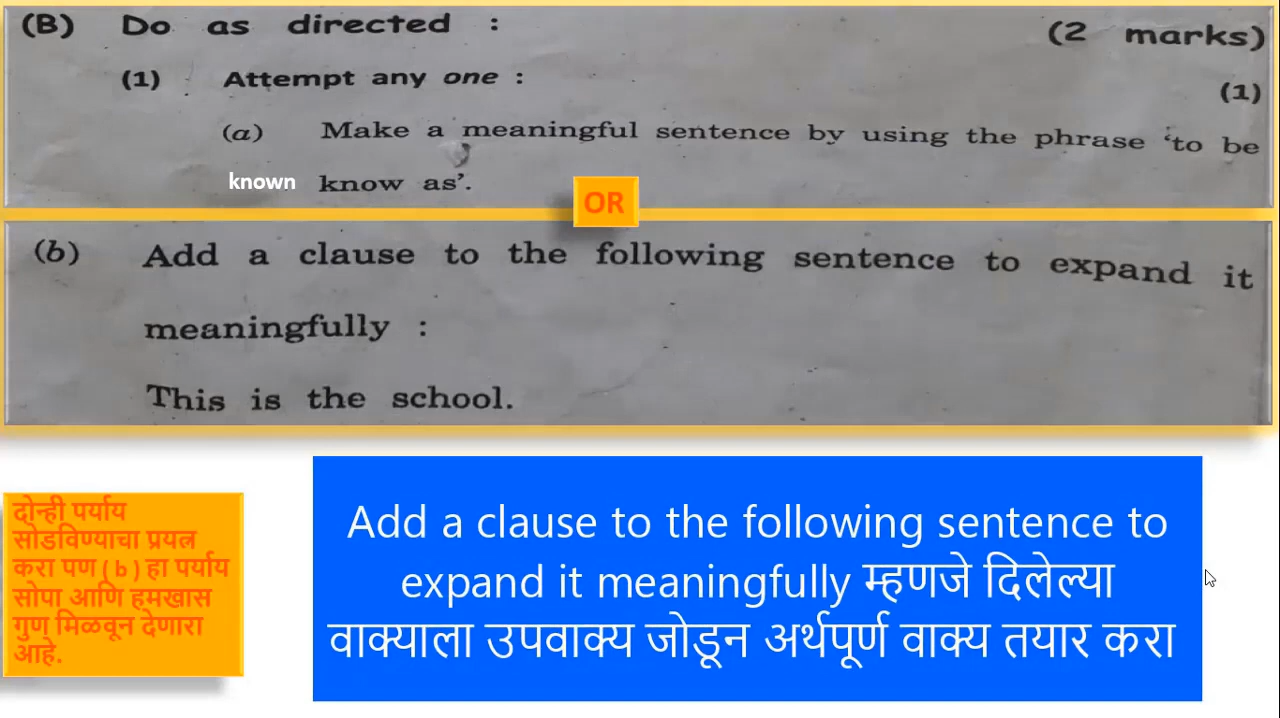 (B) Do as directed :
(2 marks)
(1) Attempt any one :
(1)
(a) Make a meaningful sentence by using the phrase ‘to be
known know as’.
OR
(b) Add a clause to the following sentence to expand it
meaningfully :
This is the school.
दोन्ही पर्याय
सोडविण्याचा प्रयत्न
करा पण ( b ) हा पर्याय
सोपा आणि हमखास
गुण मिळवून देणारा
आहे.
Add a clause to the following sentence to
expand it meaningfully म्हणजे दिलेल्या
वाक्याला उपवाक्य जोडून अर्थपूर्ण वाक्य तयार करा